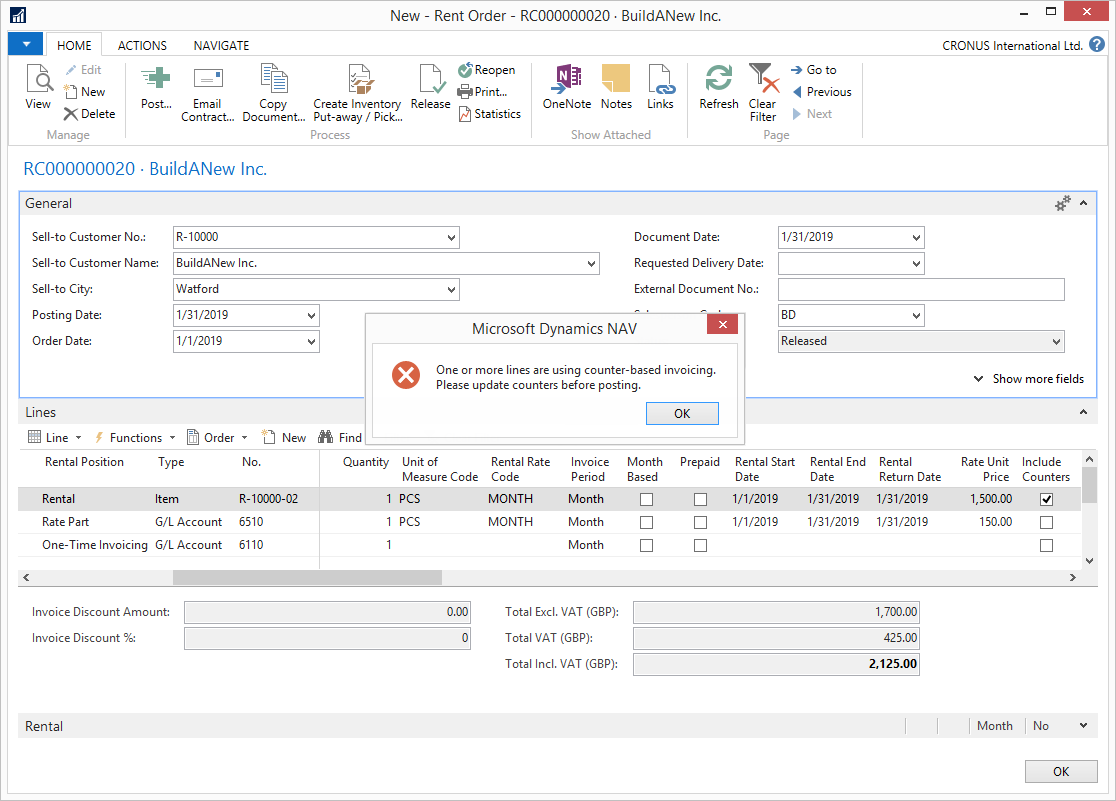 New - Rent Order - RC000000020 · BuildANew Inc.
HOME ACTIONS NAVIGATE CRONUS International Ltd. ?
View Edit New Delete
Manage
Post... Email Contract... Copy Document... Create Inventory Put-away / Pick... Release Reopen Print... Statistics
Process
OneNote Notes Links
Show Attached
Refresh Clear Filter Go to Previous Next
Page
RC000000020 · BuildANew Inc.
General
Sell-to Customer No.: R-10000
Sell-to Customer Name: BuildANew Inc.
Sell-to City: Watford
Posting Date: 1/31/2019
Order Date: 1/1/2019
Document Date: 1/31/2019
Requested Delivery Date:
External Document No.:
BD
Released
Show more fields
Microsoft Dynamics NAV
One or more lines are using counter-based invoicing.
Please update counters before posting.
OK
Lines
Line Functions Order New Find
Rental Position Type No. Quantity Unit of Measure Code Rental Rate Code Invoice Period Month Based Prepaid Rental Start Date Rental End Date Rental Return Date Rate Unit Price Include Counters
Rental Item R-10000-02 1 PCS MONTH Month 1/1/2019 1/31/2019 1/31/2019 1,500.00
Rate Part G/L Account 6510 1 PCS MONTH Month 1/1/2019 1/31/2019 1/31/2019 150.00
One-Time Invoicing G/L Account 6110 1 Month
Invoice Discount Amount: 0.00
Invoice Discount %: 0
Total Excl. VAT (GBP): 1,700.00
Total VAT (GBP): 425.00
Total Incl. VAT (GBP): 2,125.00
Rental Month No
OK